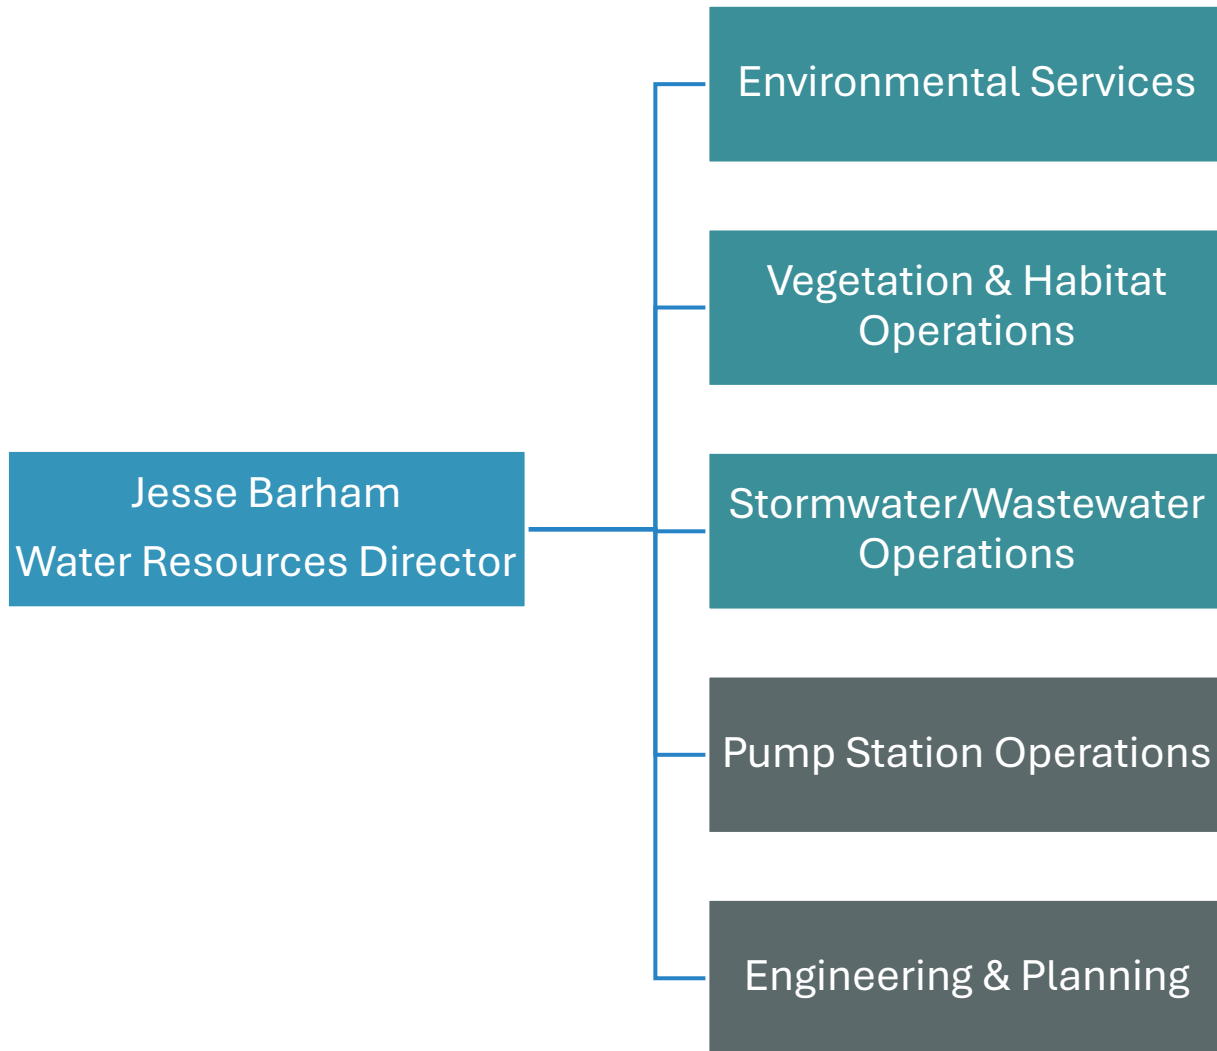 Environmental Services
Vegetation & Habitat
Operations
Jesse Barham
Water Resources Director
Stormwater/Wastewater
Operations
Pump Station Operations
Engineering & Planning